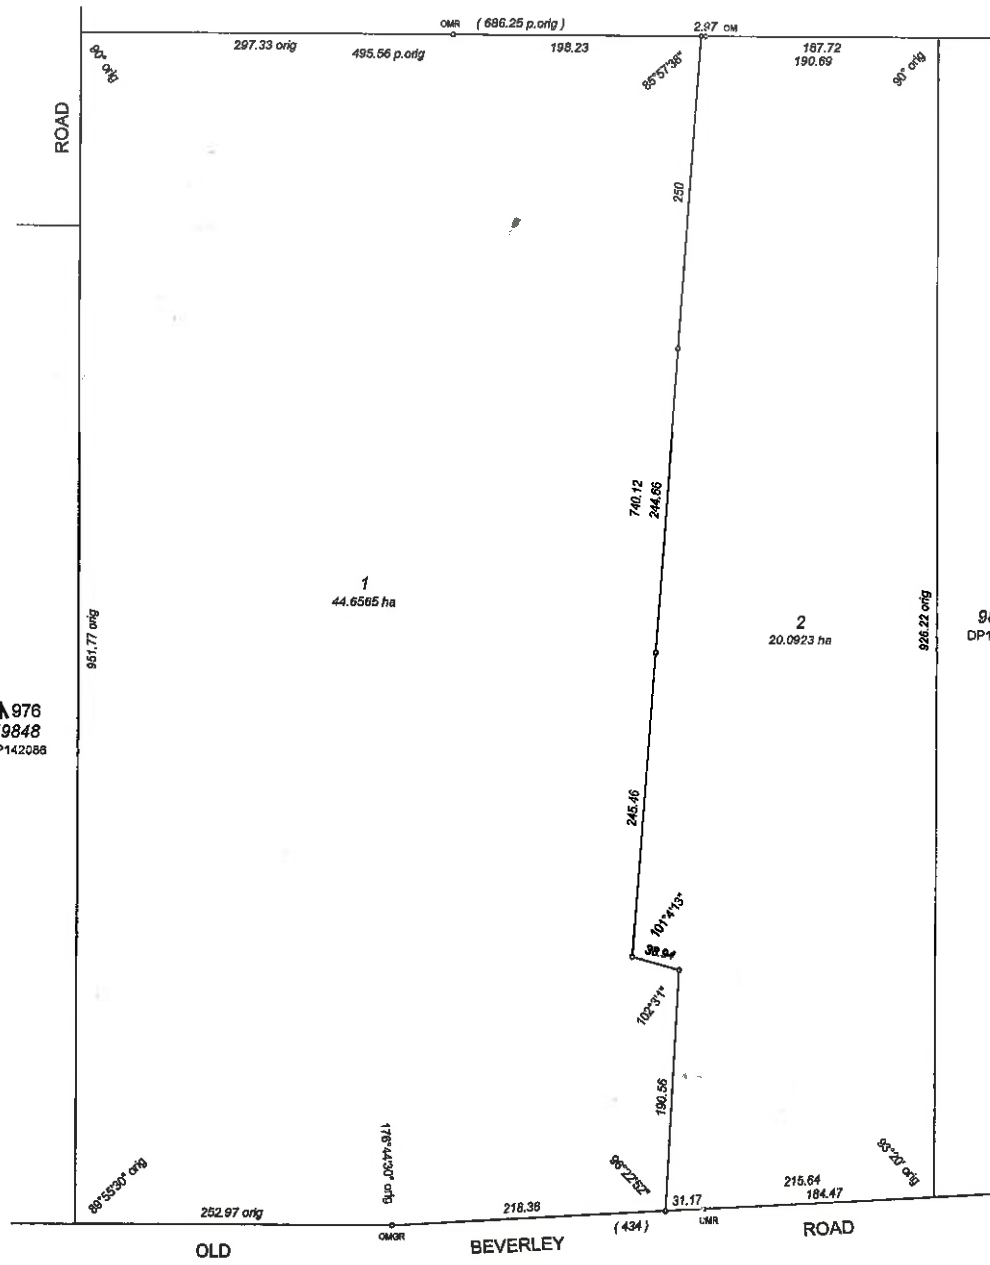 OMR ( 686.25 p.orig )
2.97 OM
297.33 orig
495.56 p.orig
198.23
187.72
190.69
90° orig
85°57'38"
90° orig
ROAD
250
740.12
244.66
1
44.6565 ha
2
20.0923 ha
951.77 orig
926.22 orig
DP1
976
9848
P142086
245.46
101°4'13"
38.94
102°3'1"
190.56
176°44'30" orig
89°55'30" orig
96°22'52"
93°20' orig
252.97 orig
218.36
31.17
215.64
184.47
OMGR
( 434 )
OLD
BEVERLEY
ROAD